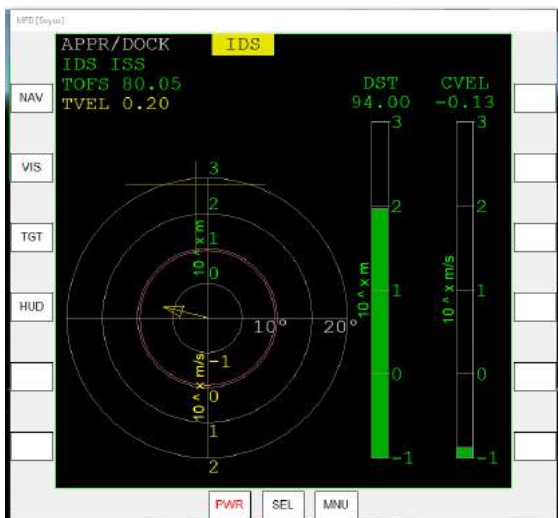 MFD [Soyuz]
APPR/DOCK
IDS
IDS ISS
TOFS 80.05
TVEL 0.20
DST
94.00
CVEL
-0.13
NAV
VIS
TGT
HUD
3
2
1
0
10 ^ x m
10°
20°
-1
0
1
2
10 ^ x m/s
3
2
1
0
-1
10 ^ x m
3
2
1
0
-1
10 ^ x m/s
PWR
SEL
MNU